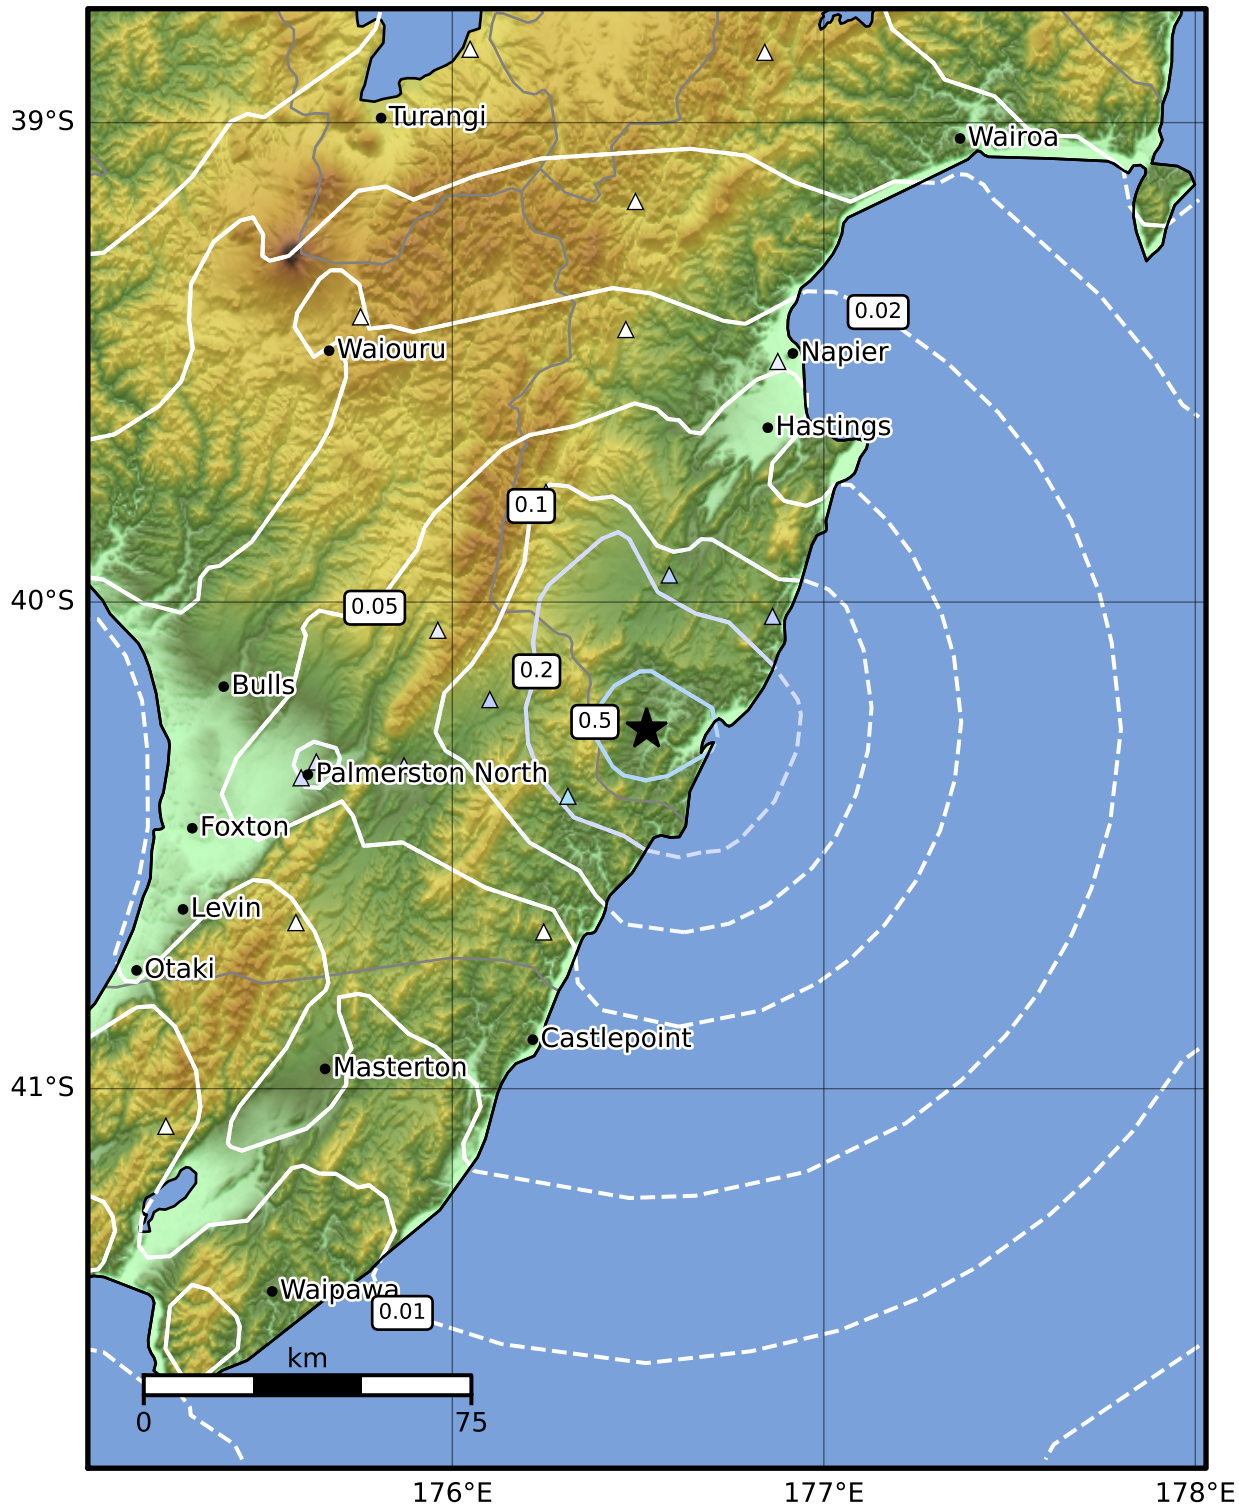 39°S
Turangi
Wairoa
0.02
Waiouru
Napier
Hastings
0.1
40°S
0.05
0.2
Bulls
0.5
Palmerston North
Foxton
Levin
Otaki
Castlepoint
Masterton
41°S
Waipawa
0.01
km
0
75
176°E
177°E
178°E